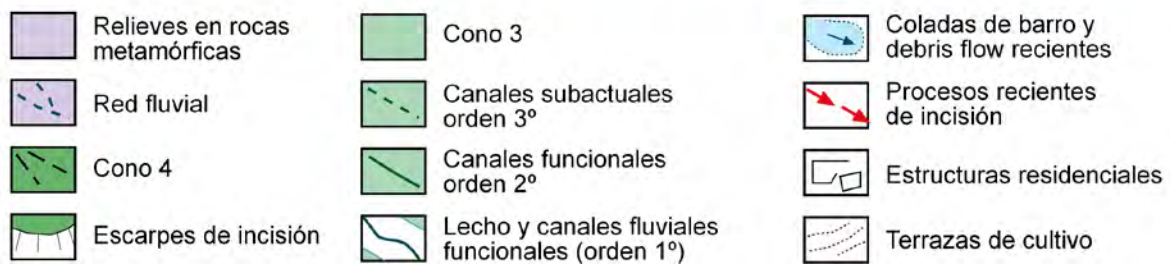 Relieves en rocas
metamórficas
Red fluvial
Cono 4
Escarpes de incisión
Cono 3
Canales subactuales
orden 3º
Canales funcionales
orden 2º
Lecho y canales fluviales
funcionales (orden 1º)
Coladas de barro y
debris flow recientes
Procesos recientes
de incisión
Estructuras residenciales
Terrazas de cultivo